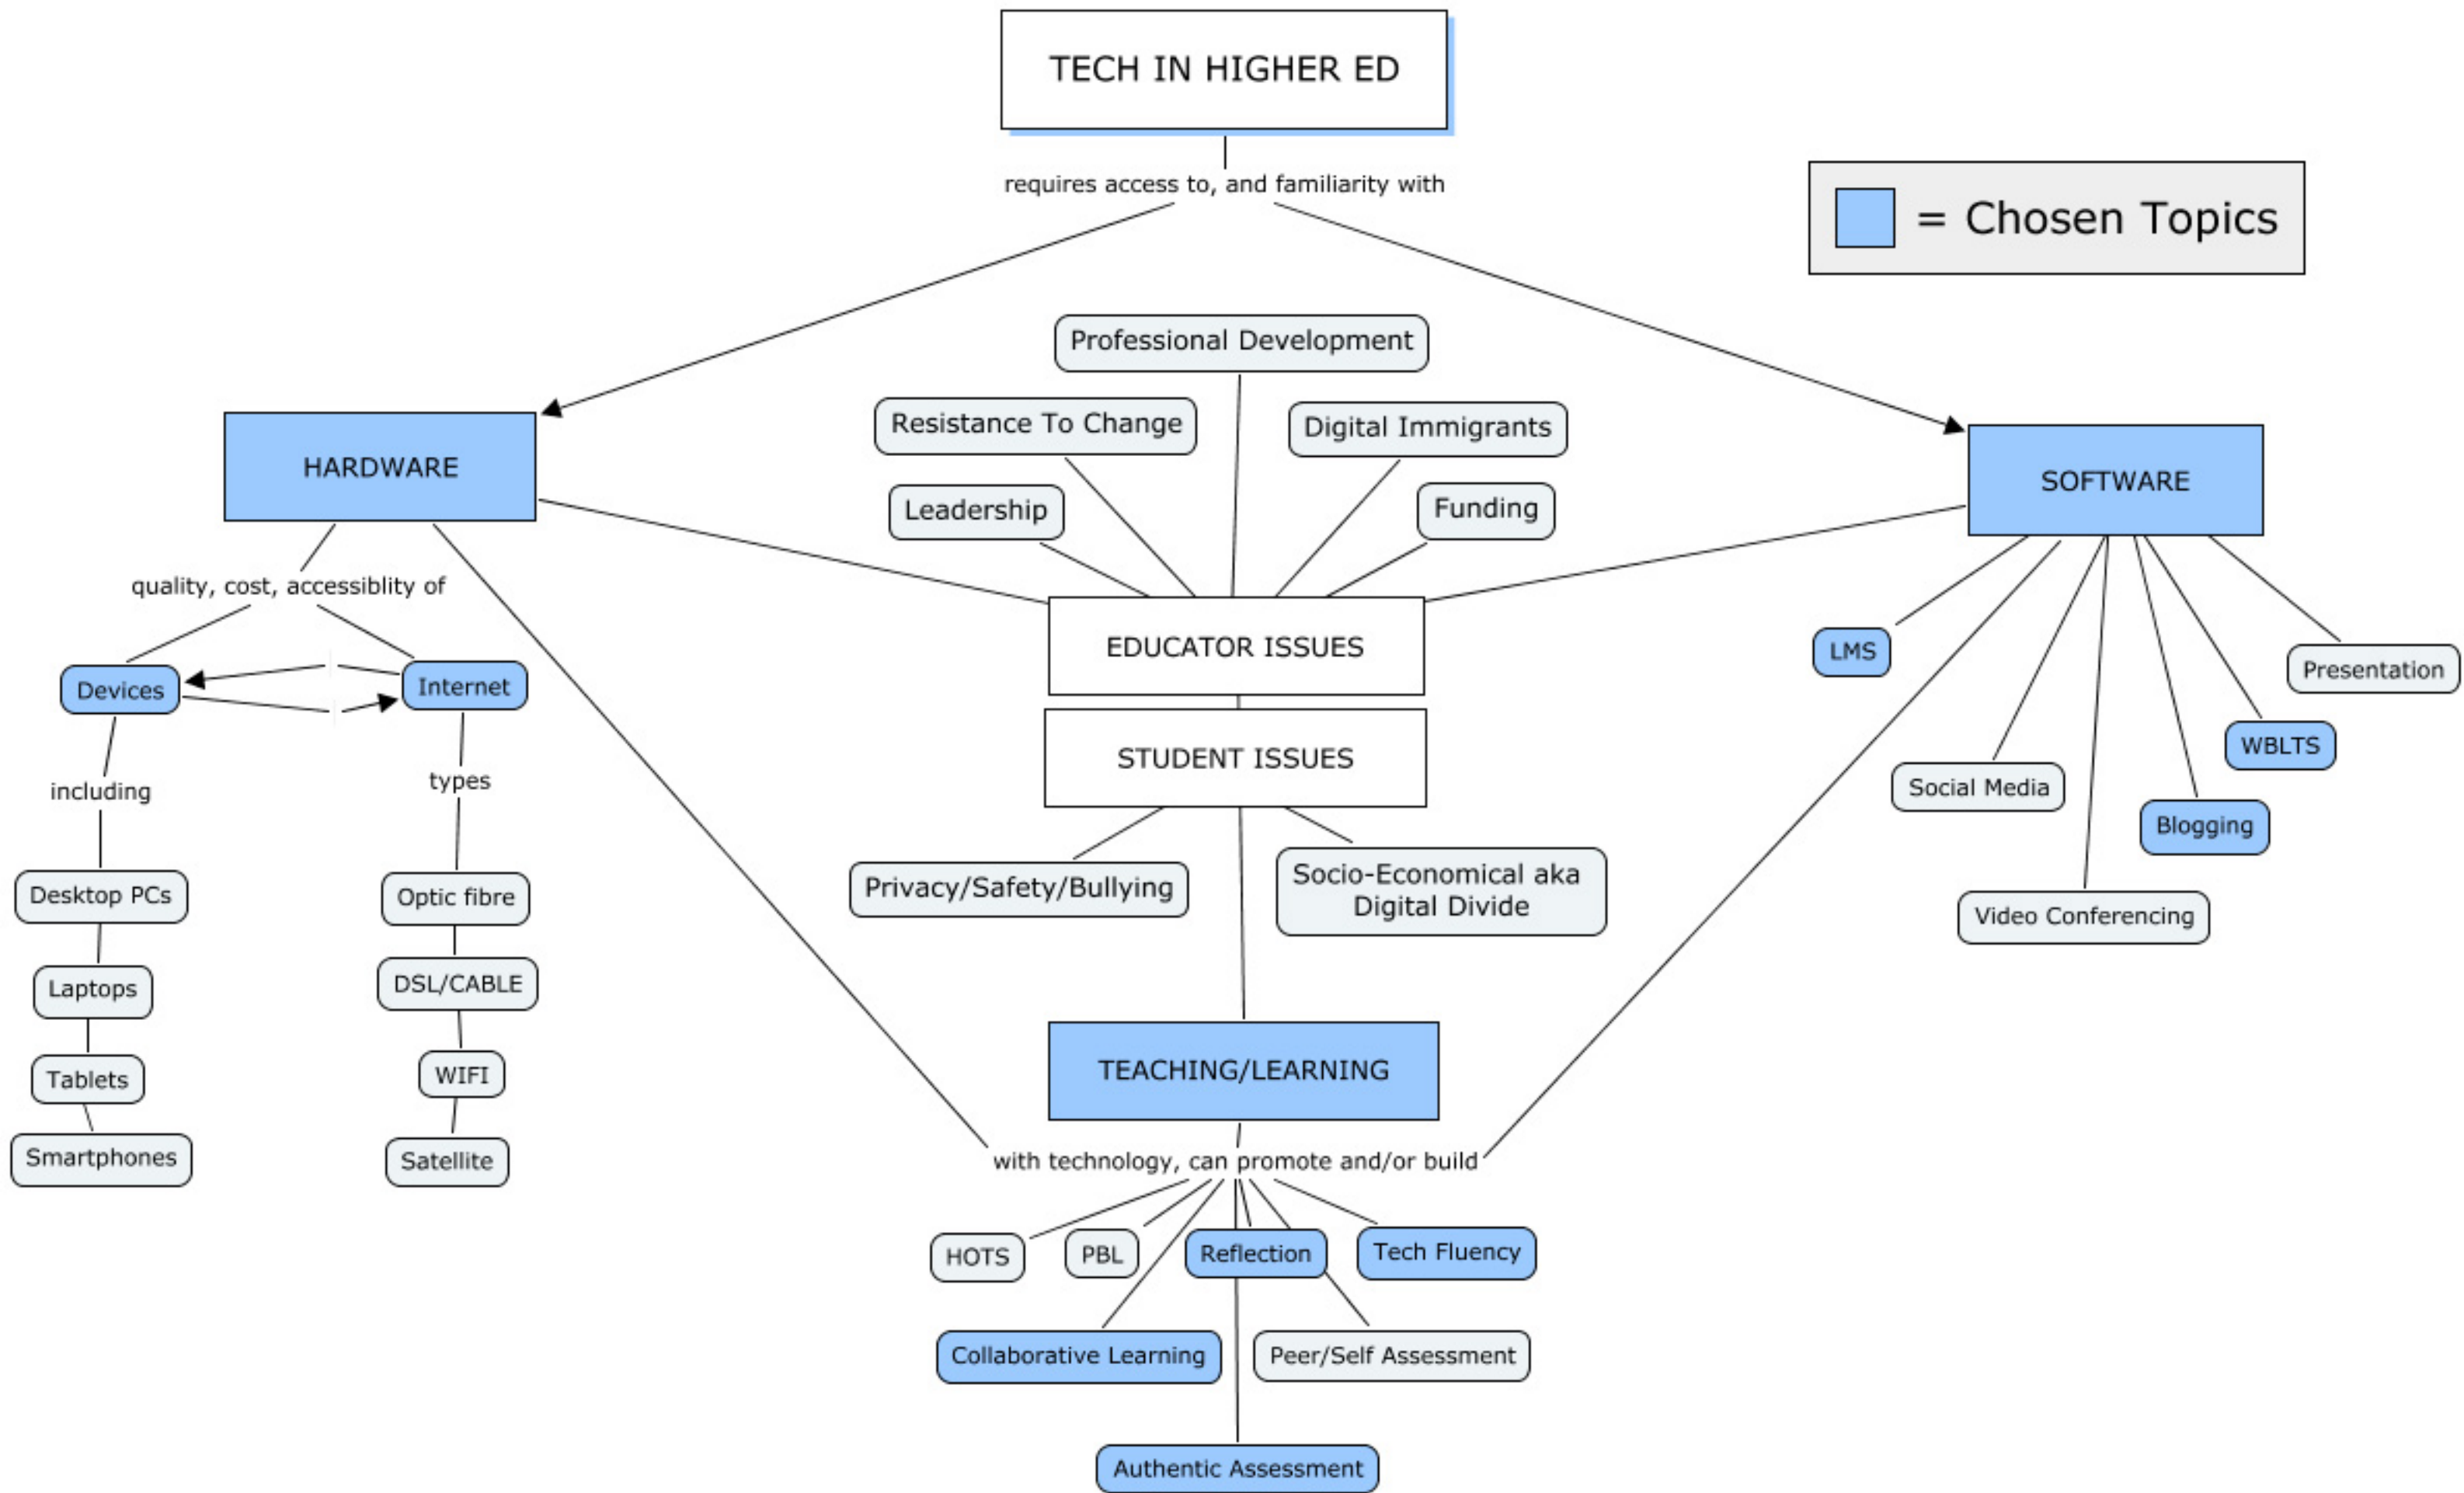 TECH IN HIGHER ED
requires access to, and familiarity with
= Chosen Topics
Professional Development
Resistance To Change
Digital Immigrants
Leadership
Funding
HARDWARE
SOFTWARE
quality, cost, accessiblity of
EDUCATOR ISSUES
Devices
Internet
LMS
Presentation
STUDENT ISSUES
WBLTS
including
types
Social Media
Blogging
Desktop PCs
Optic fibre
Privacy/Safety/Bullying
Socio-Economical aka
Digital Divide
Video Conferencing
Laptops
DSL/CABLE
Tablets
WIFI
TEACHING/LEARNING
Smartphones
Satellite
with technology, can promote and/or build
HOTS
PBL
Reflection
Tech Fluency
Collaborative Learning
Peer/Self Assessment
Authentic Assessment